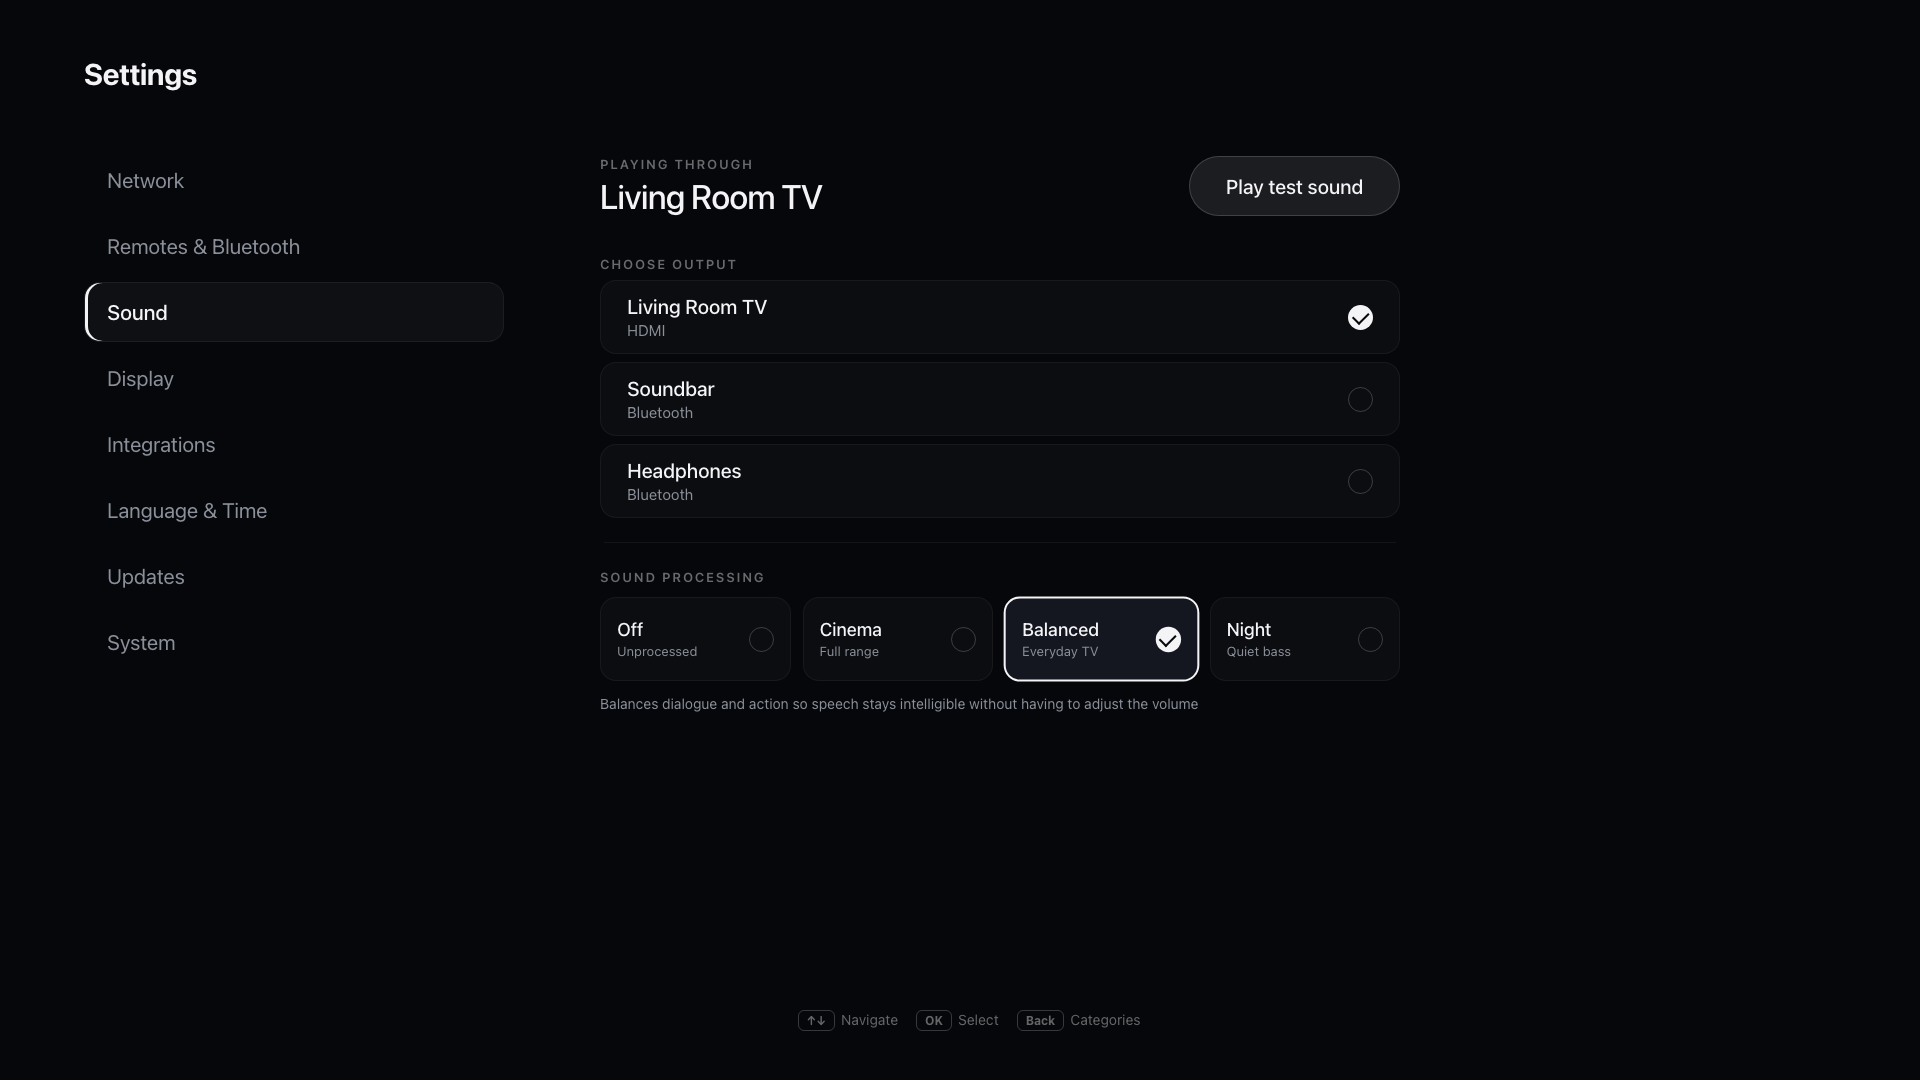 Settings
Network
Remotes & Bluetooth
Sound
Display
Integrations
Language & Time
Updates
System
PLAYING THROUGH
Living Room TV
Play test sound
CHOOSE OUTPUT
Living Room TV
HDMI
Soundbar
Bluetooth
Headphones
Bluetooth
SOUND PROCESSING
Off
Unprocessed
Cinema
Full range
Balanced
Everyday TV
Night
Quiet bass
Balances dialogue and action so speech stays intelligible without having to adjust the volume
↑↓ Navigate OK Select Back Categories